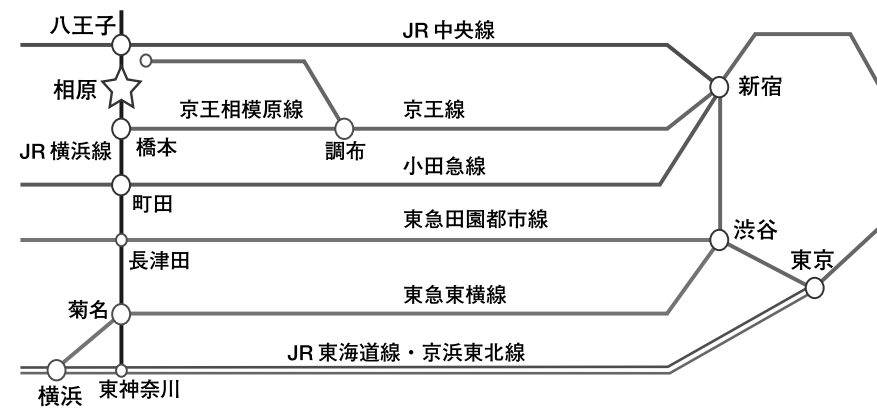 八王子
JR 中央線
相原
新宿
京王相模原線
京王線
JR 横浜線
橋本
調布
小田急線
町田
東急田園都市線
渋谷
長津田
東京
菊名
東急東横線
JR 東海道線・京浜東北線
横浜
東神奈川